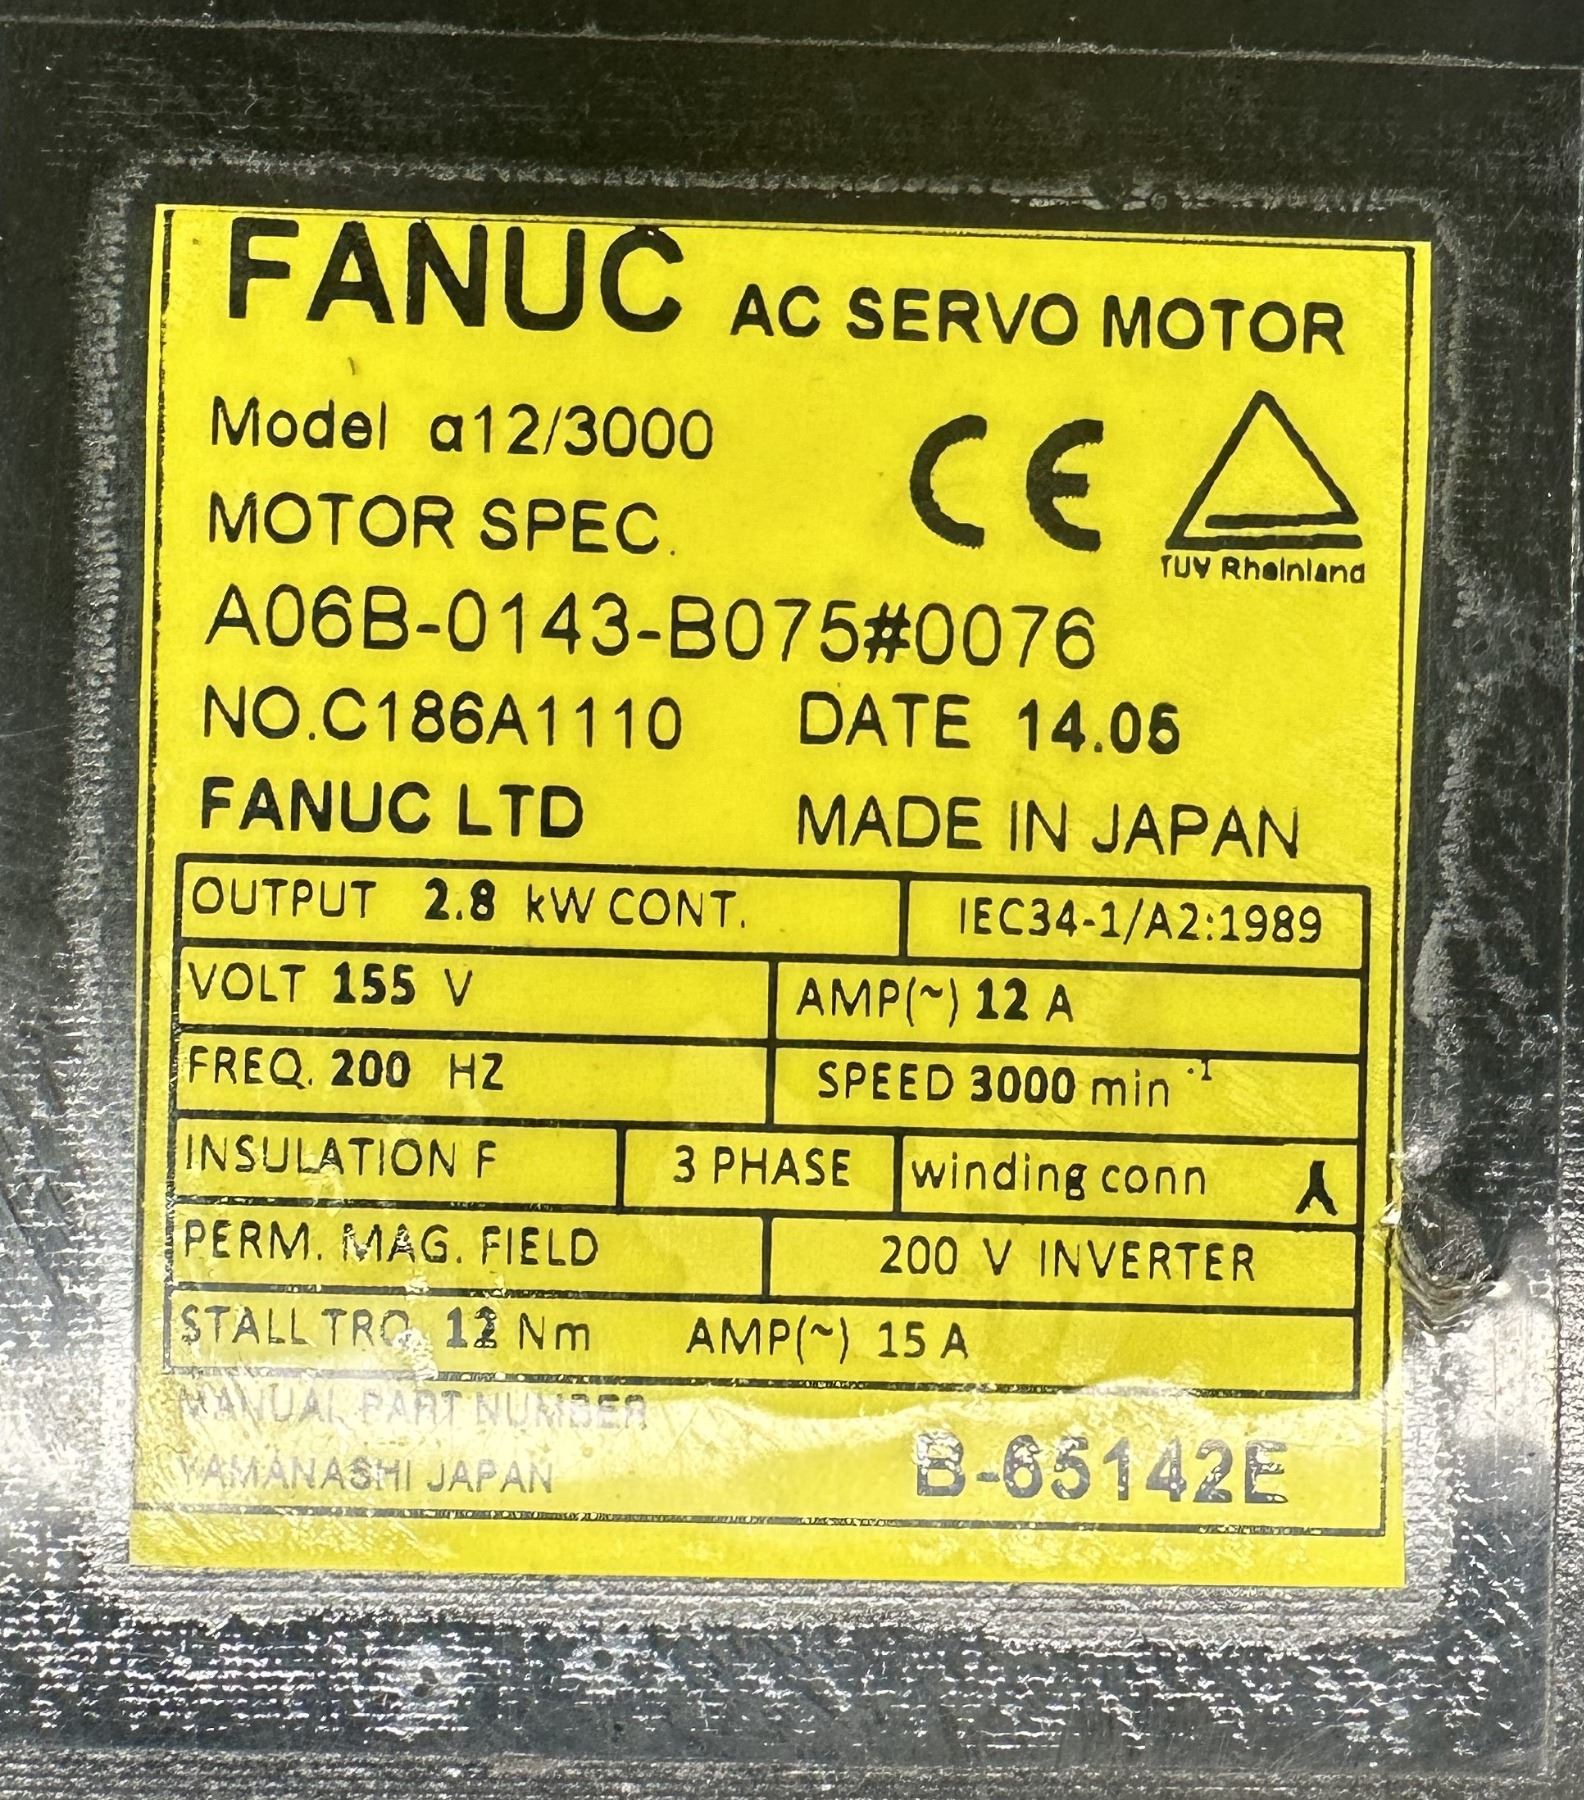 FANUC AC SERVO MOTOR
Model α12/3000
CE
MOTOR SPEC.
TUV Rheinland
A06B-0143-B075#0076
NO.C186A1110 DATE 14.05
FANUC LTD MADE IN JAPAN
OUTPUT 2.8 kW CONT. IEC34-1/A2:1989
VOLT 155 V AMP(~) 12 A
FREQ. 200 HZ SPEED 3000 min⁻¹
INSULATION F 3 PHASE winding conn
PERM. MAG. FIELD 200 V INVERTER
STALL TRQ 12 Nm AMP(~) 15 A
MANUAL PART NUMBER
YAMANASHI JAPAN B-65142E